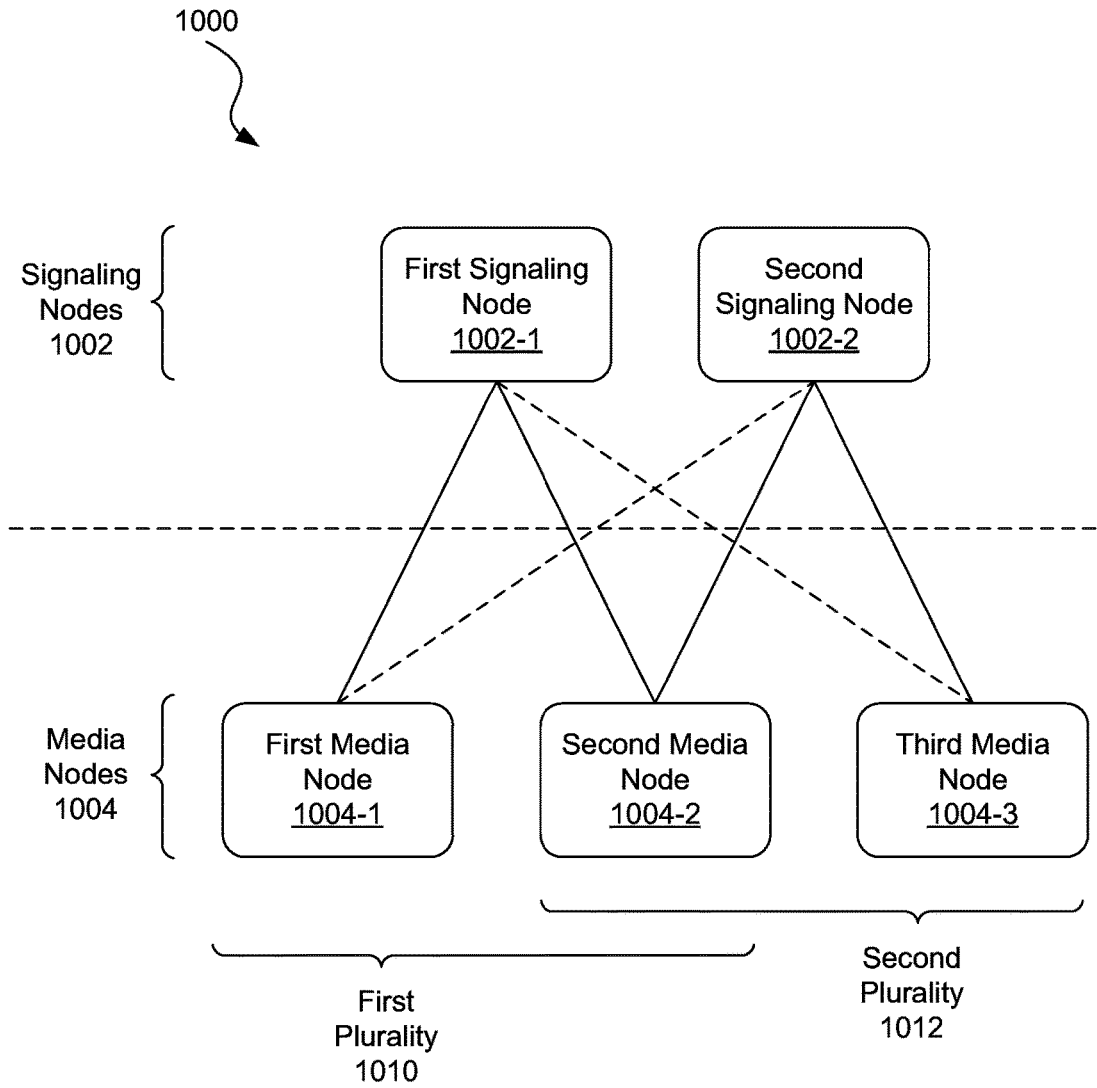 1000
Signaling
Nodes
1002
First Signaling
Node
1002-1
Second
Signaling Node
1002-2
Media
Nodes
1004
First Media
Node
1004-1
Second Media
Node
1004-2
Third Media
Node
1004-3
First
Plurality
1010
Second
Plurality
1012